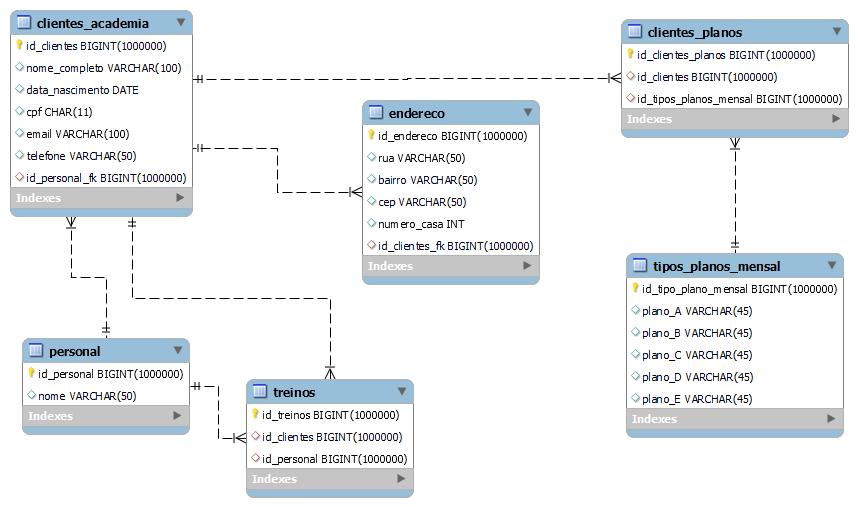 clientes_academia
id_clientes BIGINT(1000000)
nome_completo VARCHAR(100)
data_nascimento DATE
cpf CHAR(11)
email VARCHAR(100)
telefone VARCHAR(50)
id_personal_fk BIGINT(1000000)
Indexes
endereco
id_endereco BIGINT(1000000)
rua VARCHAR(50)
bairro VARCHAR(50)
cep VARCHAR(50)
numero_casa INT
id_clientes_fk BIGINT(1000000)
Indexes
clientes_planos
id_clientes_planos BIGINT(1000000)
id_clientes BIGINT(1000000)
id_tipos_planos_mensal BIGINT(1000000)
Indexes
tipos_planos_mensal
id_tipo_plano_mensal BIGINT(1000000)
plano_A VARCHAR(45)
plano_B VARCHAR(45)
plano_C VARCHAR(45)
plano_D VARCHAR(45)
plano_E VARCHAR(45)
Indexes
personal
id_personal BIGINT(1000000)
nome VARCHAR(50)
Indexes
treinos
id_treinos BIGINT(1000000)
id_clientes BIGINT(1000000)
id_personal BIGINT(1000000)
Indexes